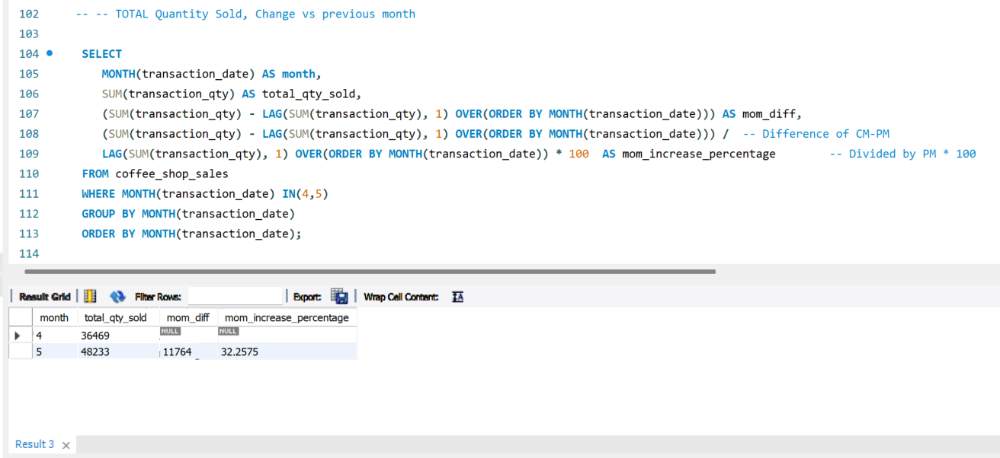 102 -- -- TOTAL Quantity Sold, Change vs previous month
103
104 SELECT
105 MONTH(transaction_date) AS month,
106 SUM(transaction_qty) AS total_qty_sold,
107 (SUM(transaction_qty) - LAG(SUM(transaction_qty), 1) OVER(ORDER BY MONTH(transaction_date))) AS mom_diff,
108 (SUM(transaction_qty) - LAG(SUM(transaction_qty), 1) OVER(ORDER BY MONTH(transaction_date))) / -- Difference of CM-PM
109 LAG(SUM(transaction_qty), 1) OVER(ORDER BY MONTH(transaction_date)) * 100 AS mom_increase_percentage -- Divided by PM * 100
110 FROM coffee_shop_sales
111 WHERE MONTH(transaction_date) IN(4,5)
112 GROUP BY MONTH(transaction_date)
113 ORDER BY MONTH(transaction_date);
114
Result Grid Filter Rows: Export: Wrap Cell Content: IA
month total_qty_sold mom_diff mom_increase_percentage
4 36469 NULL NULL
5 48233 11764 32.2575
Result 3